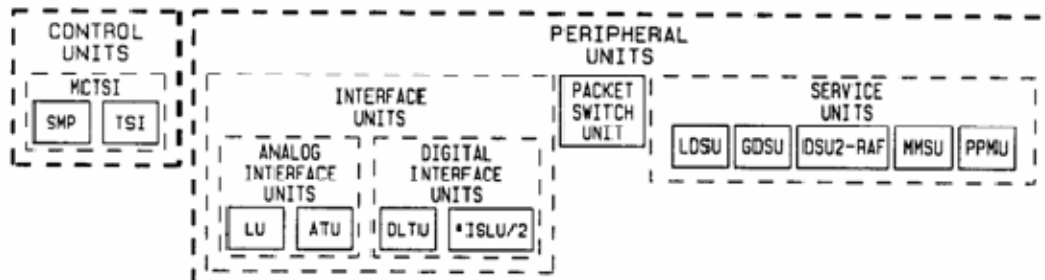 CONTROL
UNITS
MCTSI
SMP
TSI
PERIPHERAL
UNITS
INTERFACE
UNITS
ANALOG
INTERFACE
UNITS
LU
ATU
DIGITAL
INTERFACE
UNITS
DLTU
*ISLU/2
PACKET
SWITCH
UNIT
SERVICE
UNITS
LDSU
GDSU
IDSU2-RAF
MMSU
PPMU